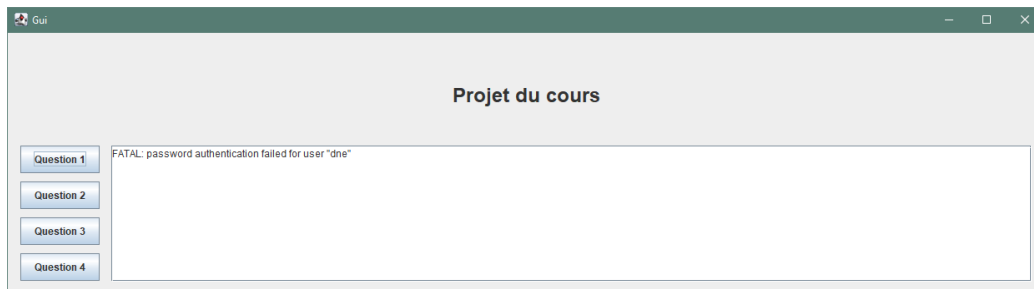 Gui
Projet du cours
Question 1
FATAL: password authentication failed for user "dne"
Question 2
Question 3
Question 4